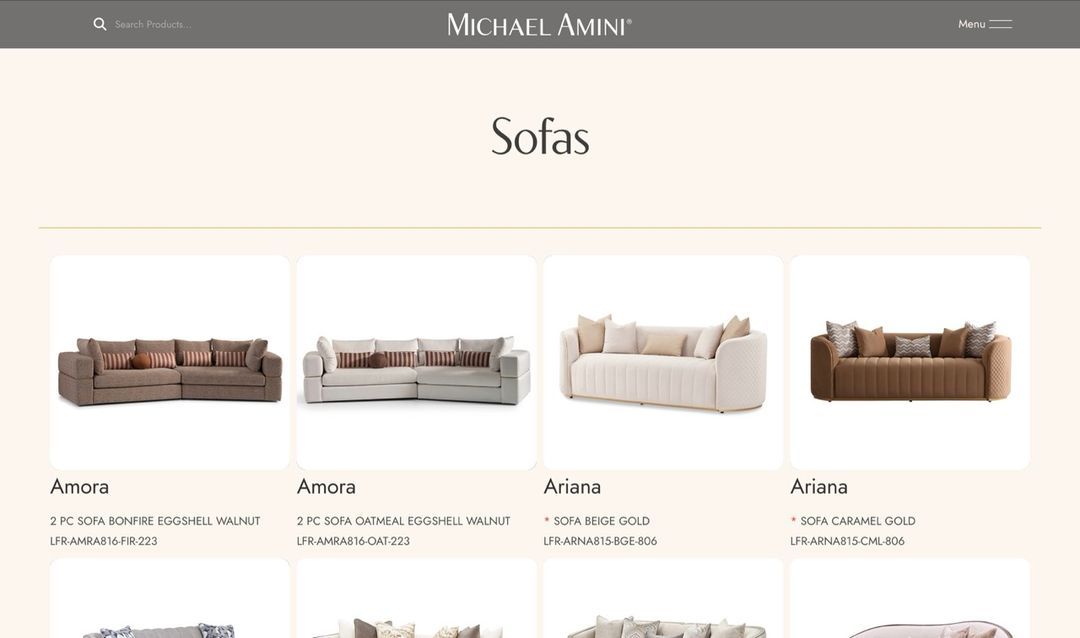 Search Products...
MICHAEL AMINI®
Menu
Sofas
Amora
2 PC SOFA BONFIRE EGGSHELL WALNUT
LFR-AMRA816-FIR-223
Amora
2 PC SOFA OATMEAL EGGSHELL WALNUT
LFR-AMRA816-OAT-223
Ariana
* SOFA BEIGE GOLD
LFR-ARNA815-BGE-806
Ariana
* SOFA CARAMEL GOLD
LFR-ARNA815-CML-806